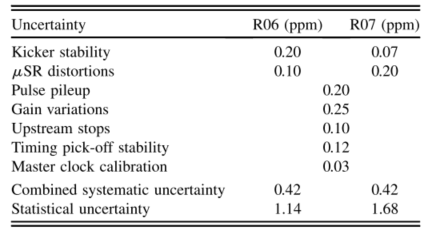 Uncertainty R06 (ppm) R07 (ppm)
Kicker stability 0.20 0.07
μSR distortions 0.10 0.20
Pulse pileup 0.20
Gain variations 0.25
Upstream stops 0.10
Timing pick-off stability 0.12
Master clock calibration 0.03
Combined systematic uncertainty 0.42 0.42
Statistical uncertainty 1.14 1.68